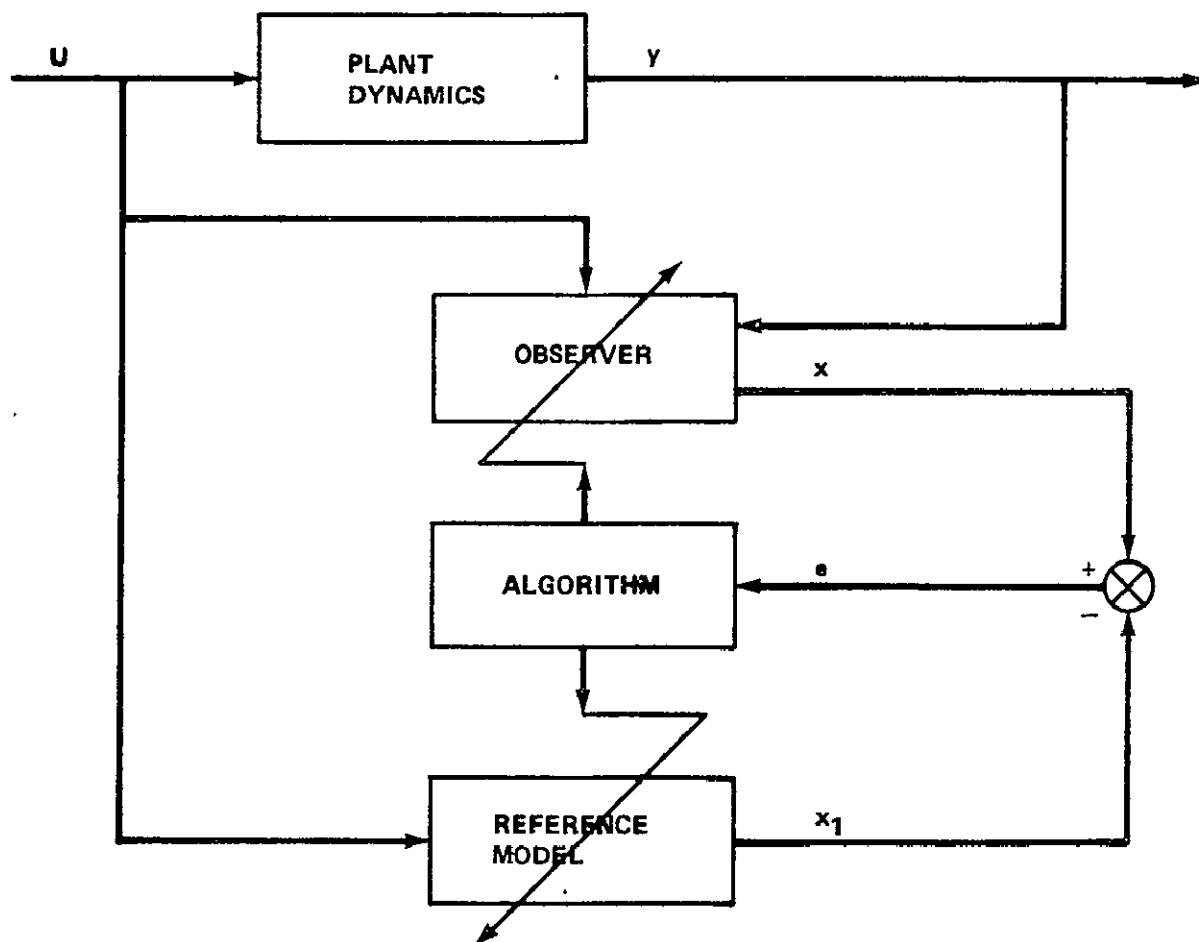 U
PLANT
DYNAMICS
y
OBSERVER
x
ALGORITHM
e
+
−
REFERENCE
MODEL
x₁